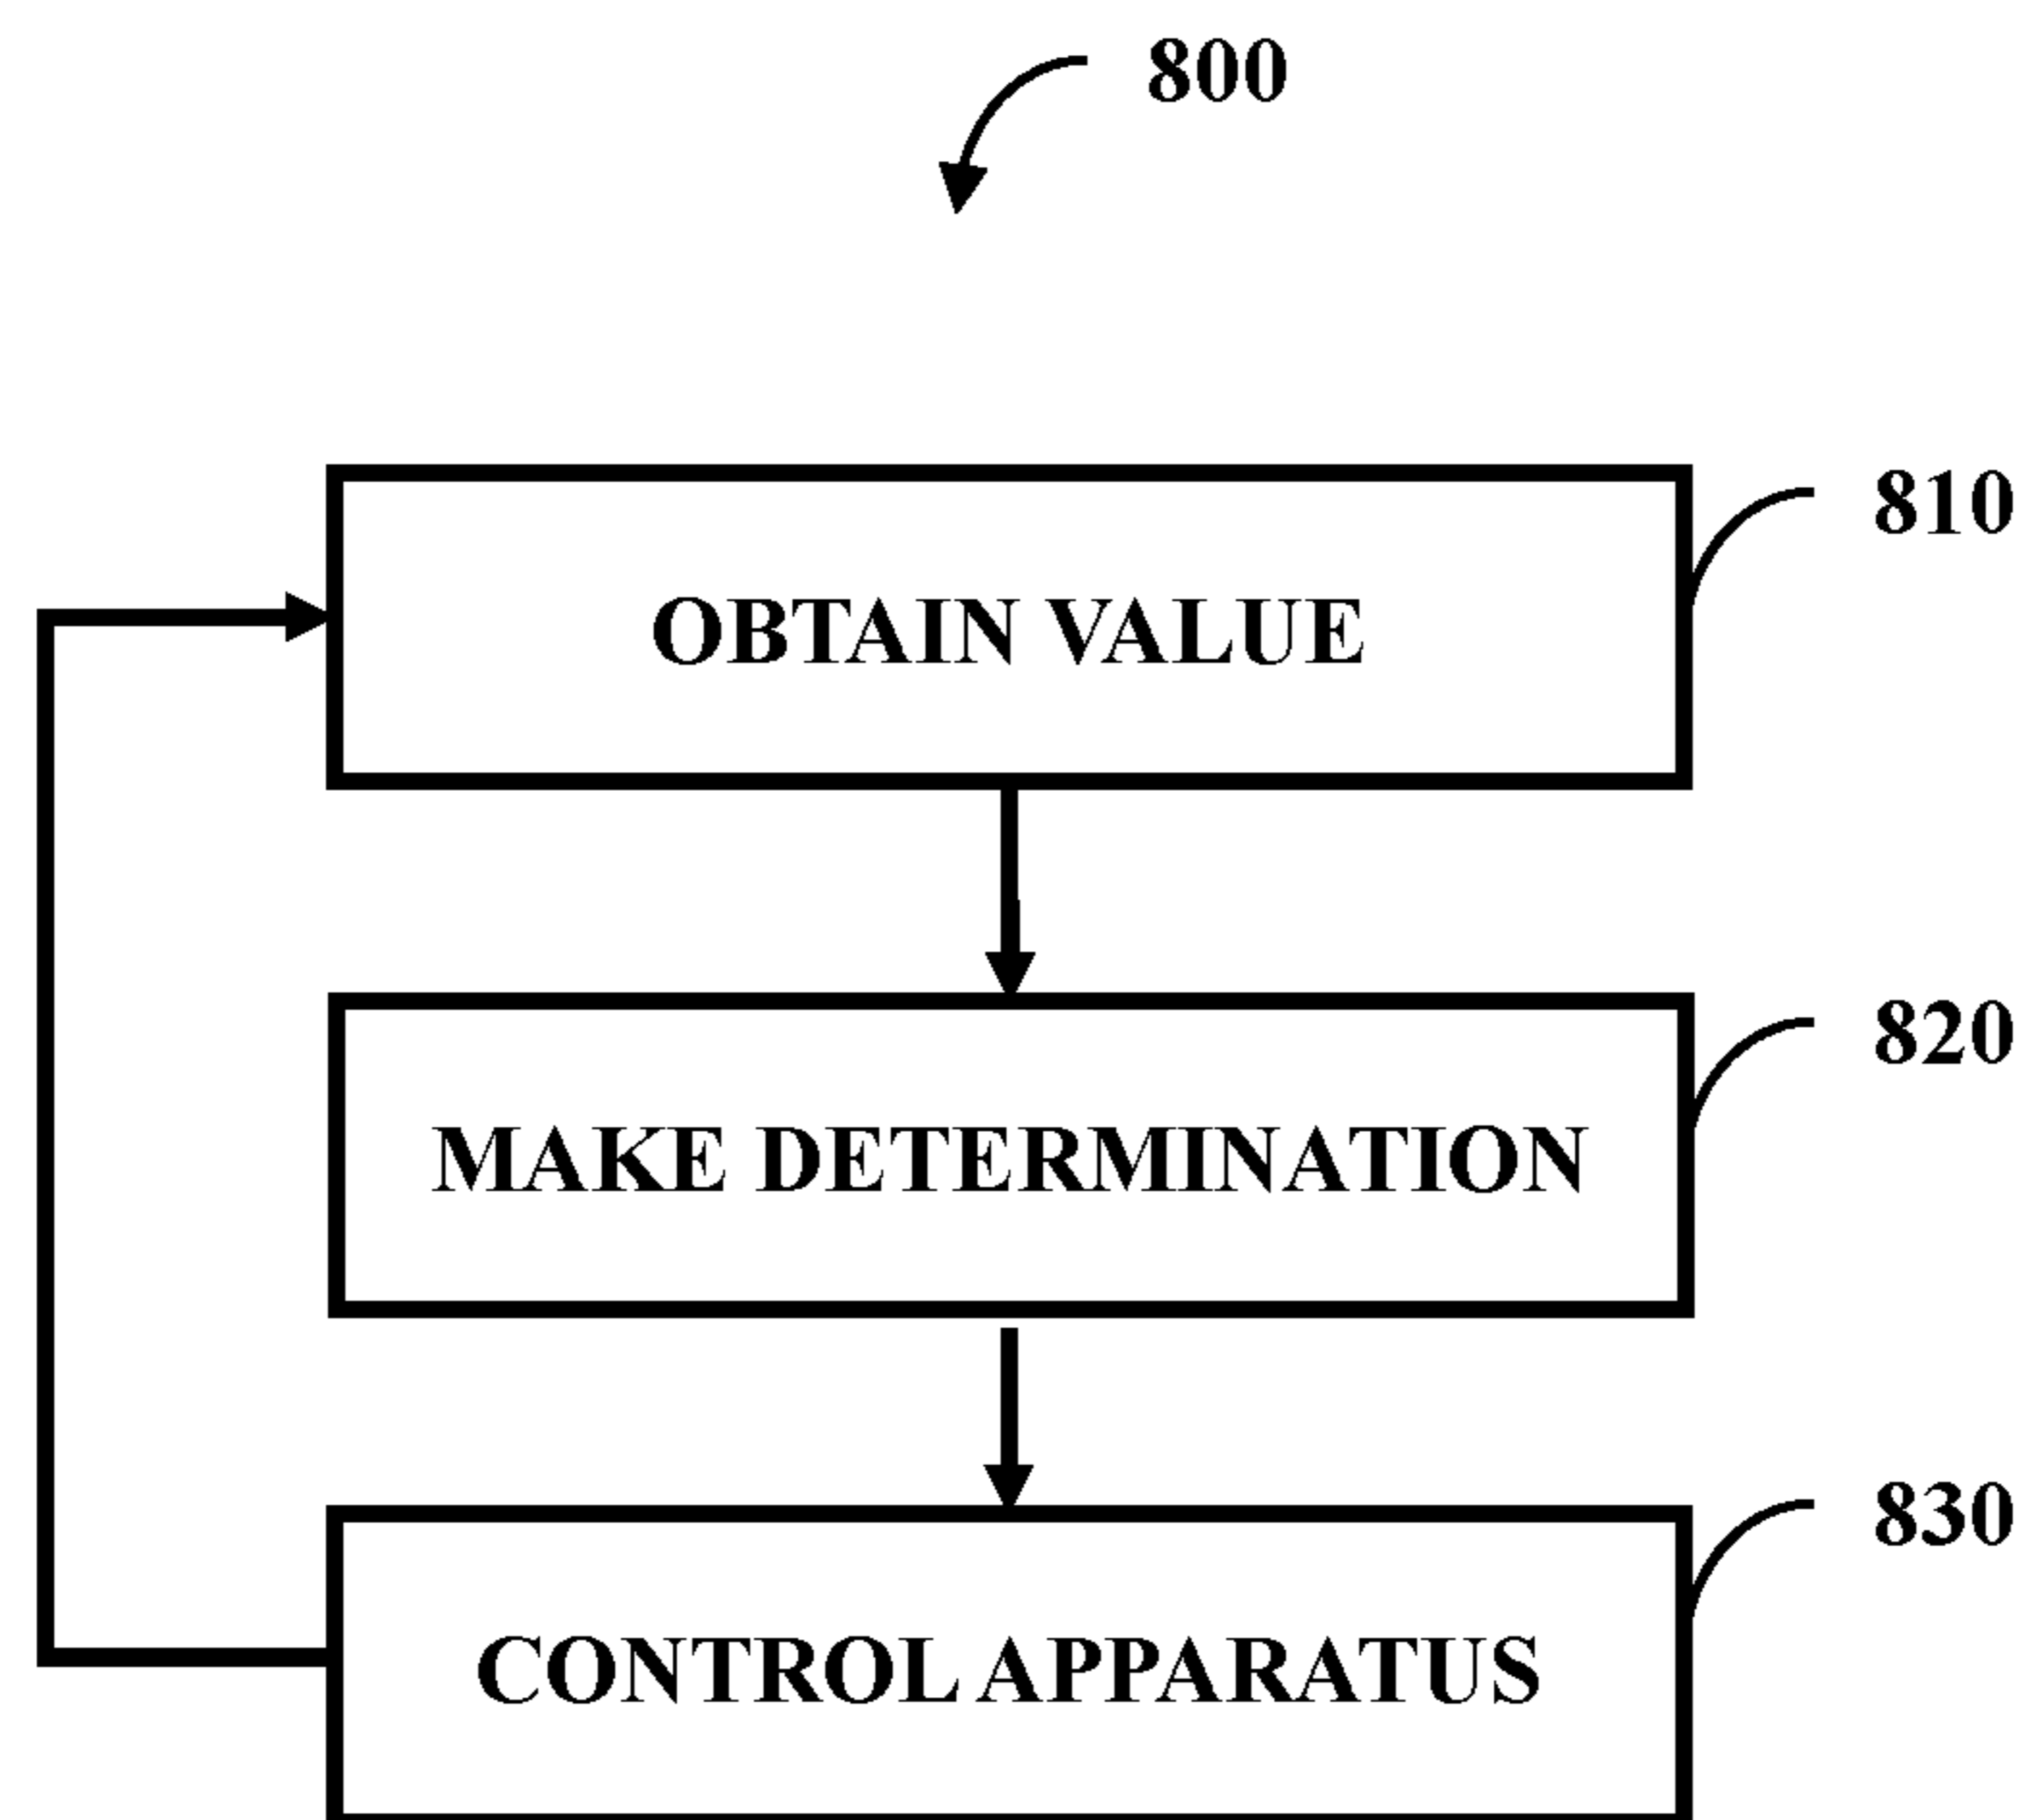 800
810
OBTAIN VALUE
820
MAKE DETERMINATION
830
CONTROL APPARATUS